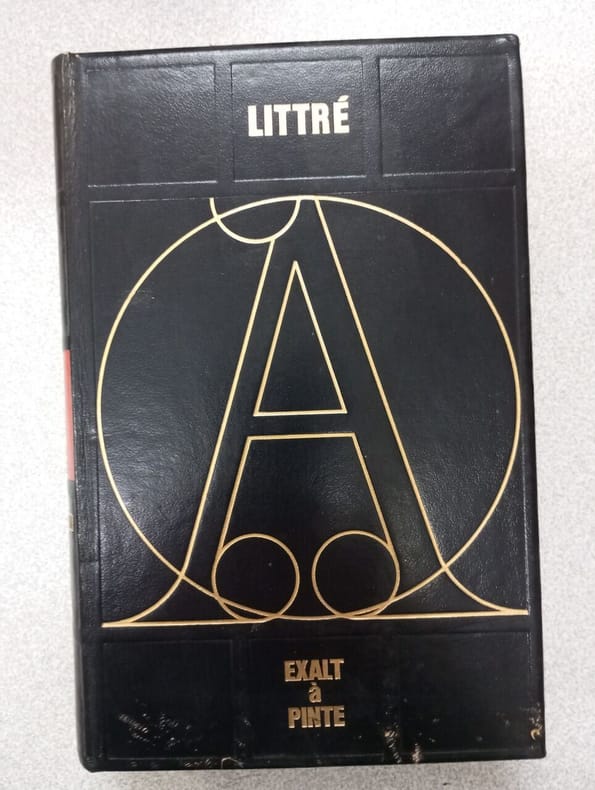 LITTRÉ
A
EXALT
à
PINTE